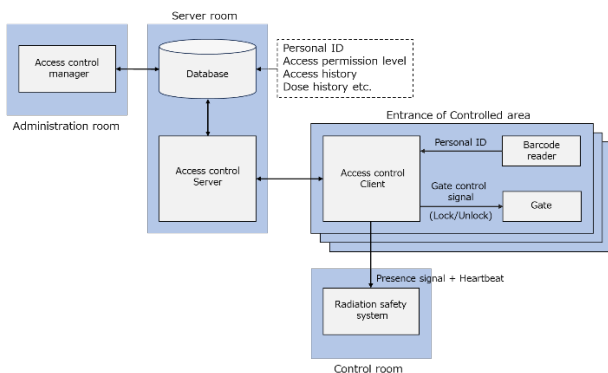 Server room
Access control
manager
Administration room
Database
Personal ID
Access permission level
Access history
Dose history etc.
Access control
Server
Entrance of Controlled area
Access control
Client
Personal ID
Barcode
reader
Gate control
signal
(Lock/Unlock)
Gate
Presence signal + Heartbeat
Radiation safety
system
Control room